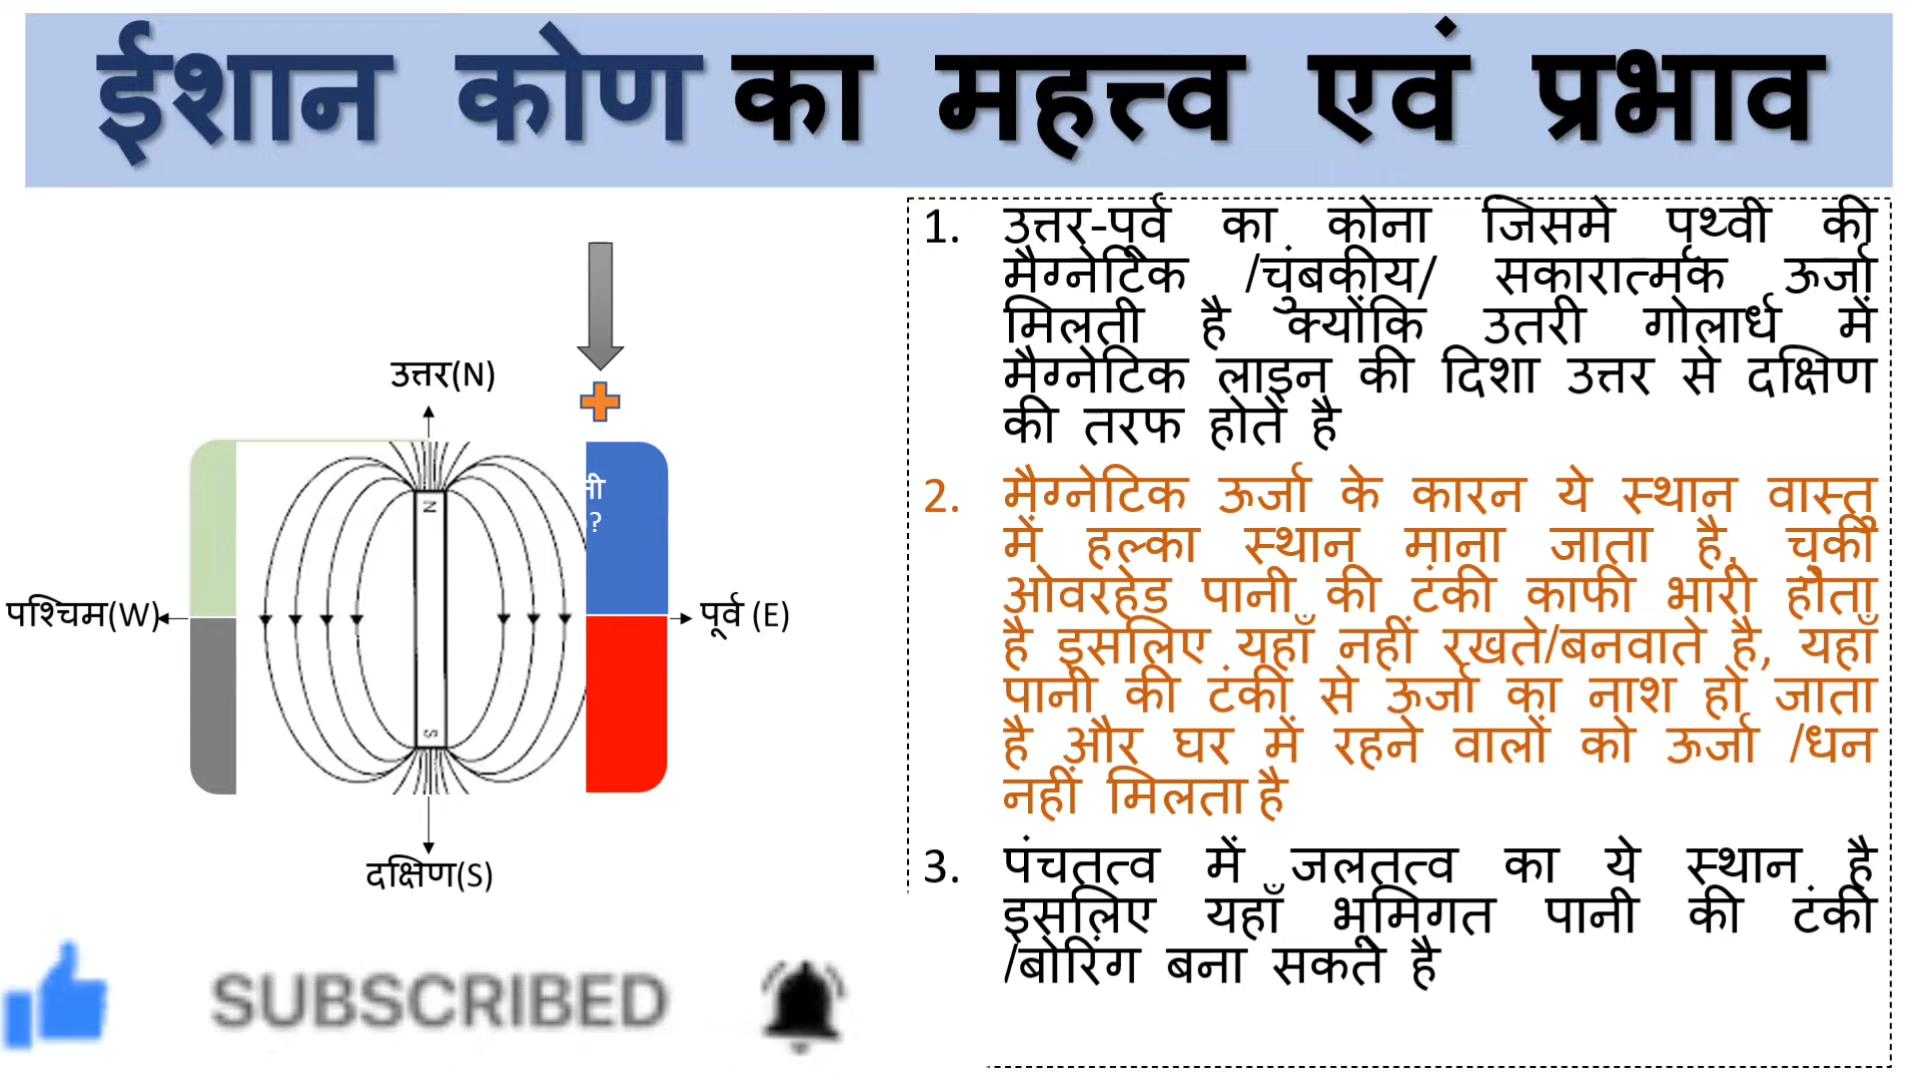 ईशान कोण का महत्त्व एवं प्रभाव
1. उत्तर-पूर्व का कोना जिसमे पृथ्वी की
मैग्नेटिक /चुंबकीय/ सकारात्मक ऊर्जा
मिलती है क्योंकि उतरी गोलार्ध में
मैग्नेटिक लाइन की दिशा उत्तर से दक्षिण
की तरफ होते है
2. मैग्नेटिक ऊर्जा के कारन ये स्थान वास्तु
में हल्का स्थान माना जाता है, चुकी
ओवरहेड पानी की टंकी काफी भारी होता
है इसलिए यहाँ नहीं रखते/बनवाते है, यहाँ
पानी की टंकी से ऊर्जा का नाश हो जाता
है और घर में रहने वालों को ऊर्जा /धन
नहीं मिलता है
3. पंचतत्व में जलतत्व का ये स्थान है
इसलिए यहाँ भूमिगत पानी की टंकी
/बोरिंग बना सकते है
उत्तर(N)
N
?
पश्चिम(W)
पूर्व (E)
S
दक्षिण(S)
SUBSCRIBED